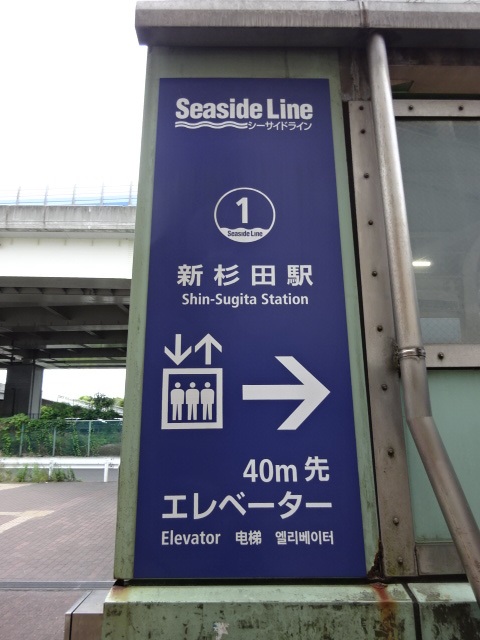 Seaside Line
シーサイドライン
1
Seaside Line
新杉田駅
Shin-Sugita Station
40m 先
エレベーター
Elevator 电梯 엘리베이터